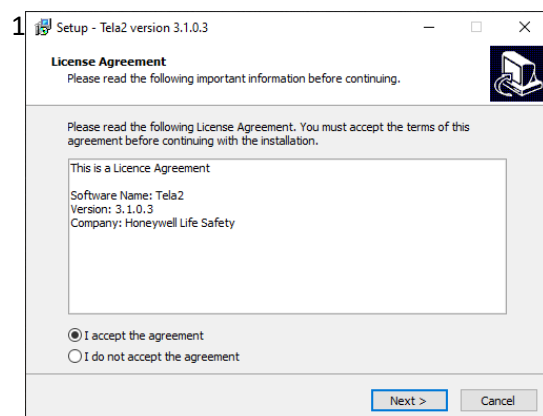 1
Setup - Tela2 version 3.1.0.3
License Agreement
Please read the following important information before continuing.
Please read the following License Agreement. You must accept the terms of this
agreement before continuing with the installation.
This is a Licence Agreement
Software Name: Tela2
Version: 3.1.0.3
Company: Honeywell Life Safety
I accept the agreement
I do not accept the agreement
Next >
Cancel